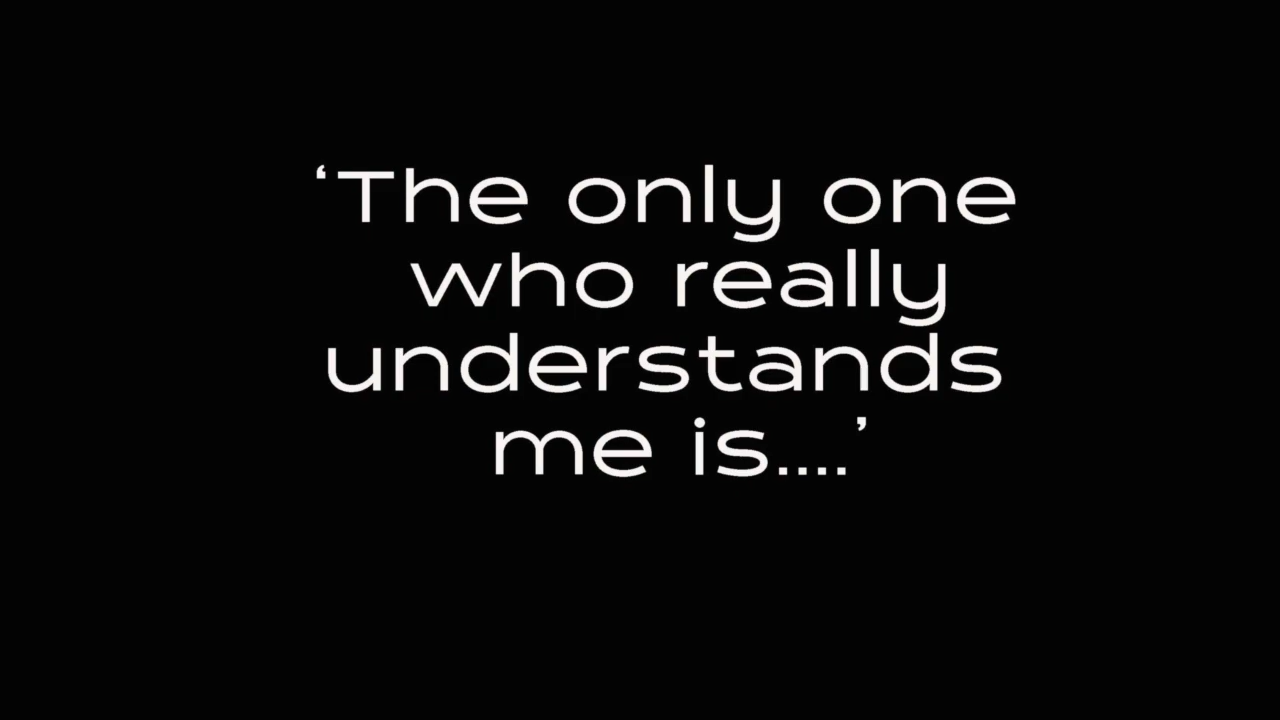 ‘The only one
who really
understands
me is....’